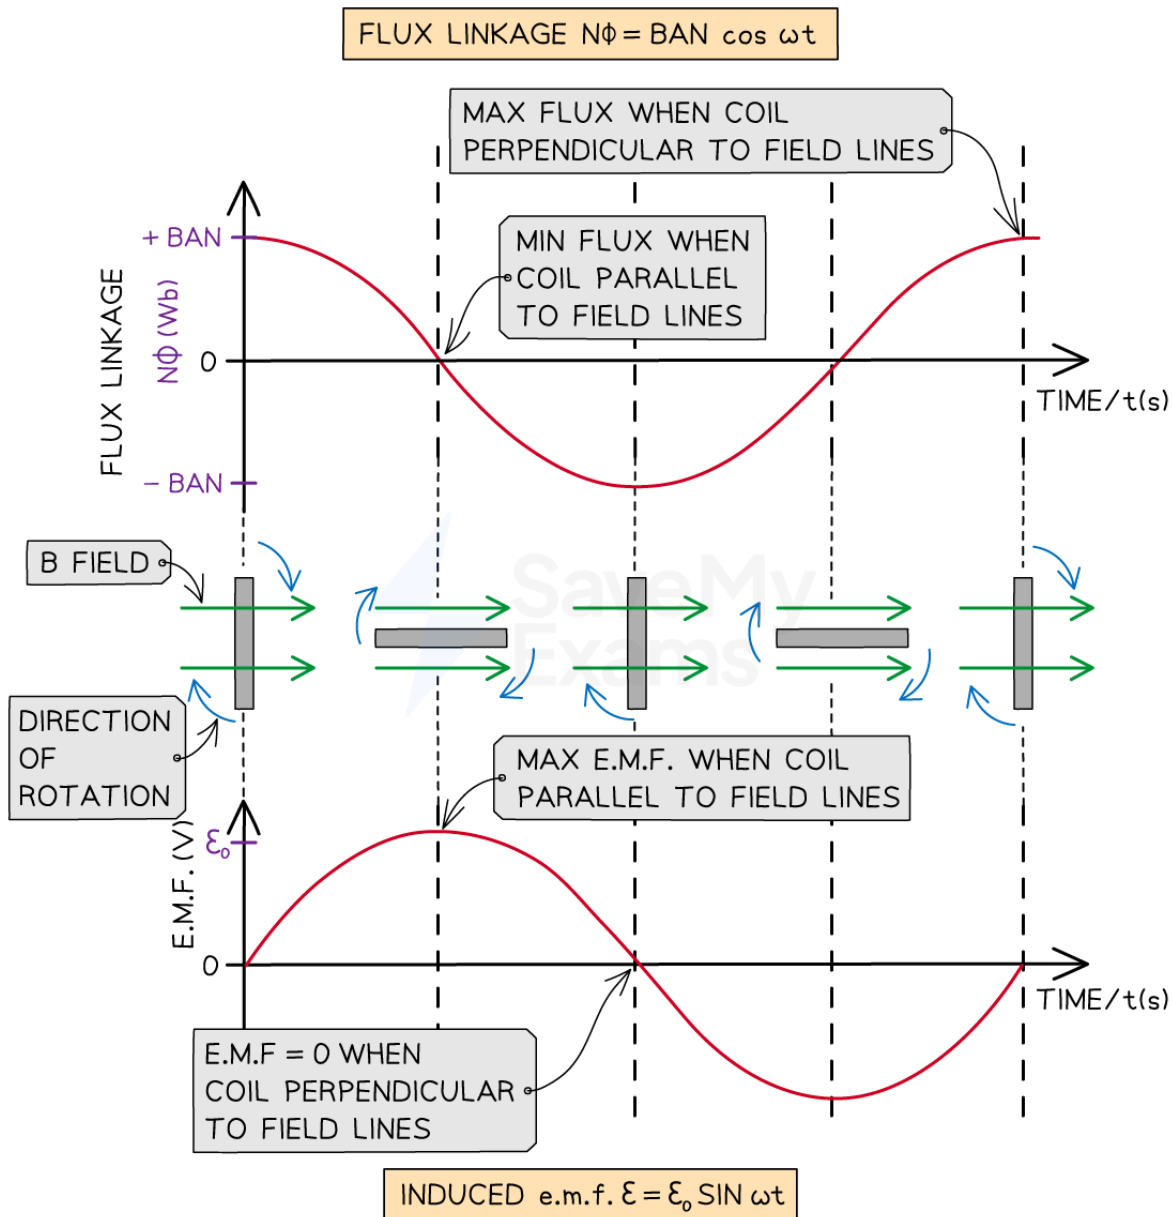 FLUX LINKAGE NΦ = BAN cos ωt
MAX FLUX WHEN COIL
PERPENDICULAR TO FIELD LINES
MIN FLUX WHEN
COIL PARALLEL
TO FIELD LINES
+ BAN
FLUX LINKAGE
NΦ (Wb)
0
TIME/t(s)
− BAN
B FIELD
SaveMy
Exams
DIRECTION
OF
ROTATION
MAX E.M.F. WHEN COIL
PARALLEL TO FIELD LINES
E.M.F. (V)
ε₀
0
TIME/t(s)
E.M.F = 0 WHEN
COIL PERPENDICULAR
TO FIELD LINES
INDUCED e.m.f. ε = ε₀ SIN ωt